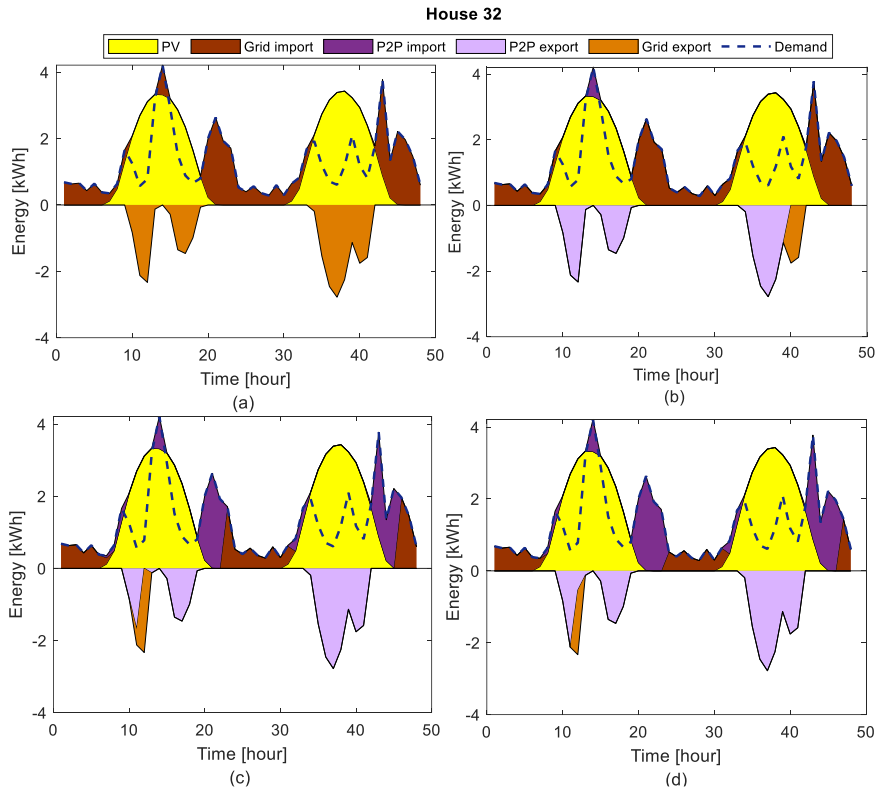 House 32
PV Grid import P2P import P2P export Grid export Demand
4
2
0
-2
-4
Energy [kWh]
0 10 20 30 40 50
Time [hour]
(a)
4
2
0
-2
-4
Energy [kWh]
0 10 20 30 40 50
Time [hour]
(b)
4
2
0
-2
-4
Energy [kWh]
0 10 20 30 40 50
Time [hour]
(c)
4
2
0
-2
-4
Energy [kWh]
0 10 20 30 40 50
Time [hour]
(d)